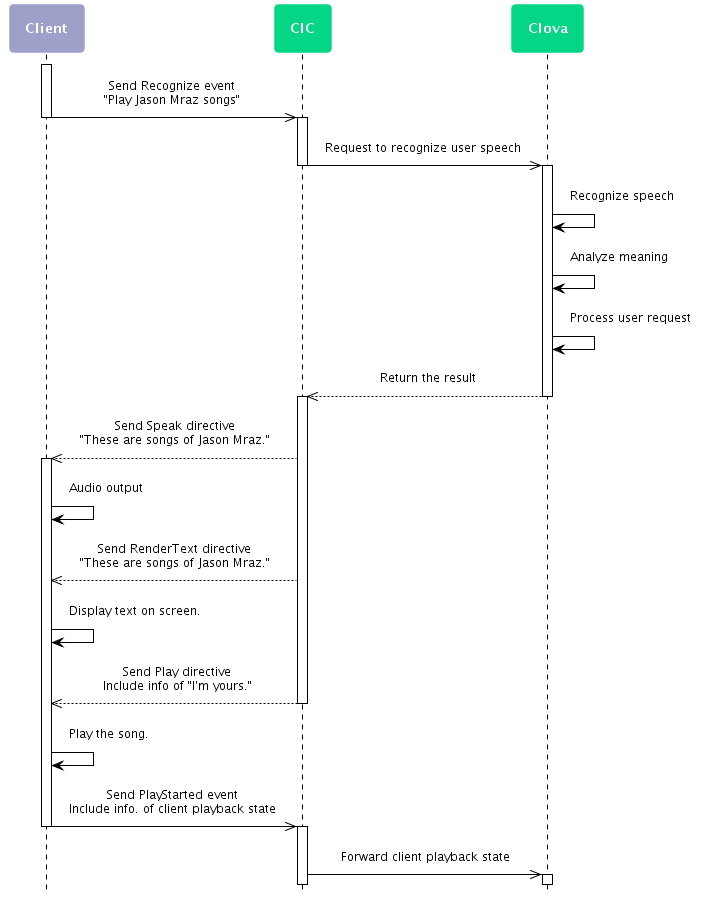 Client
CIC
Clova
Send Recognize event
"Play Jason Mraz songs"
Request to recognize user speech
Recognize speech
Analyze meaning
Process user request
Return the result
Send Speak directive
"These are songs of Jason Mraz."
Audio output
Send RenderText directive
"These are songs of Jason Mraz."
Display text on screen.
Send Play directive
Include info of "I'm yours."
Play the song.
Send PlayStarted event
Include info. of client playback state
Forward client playback state